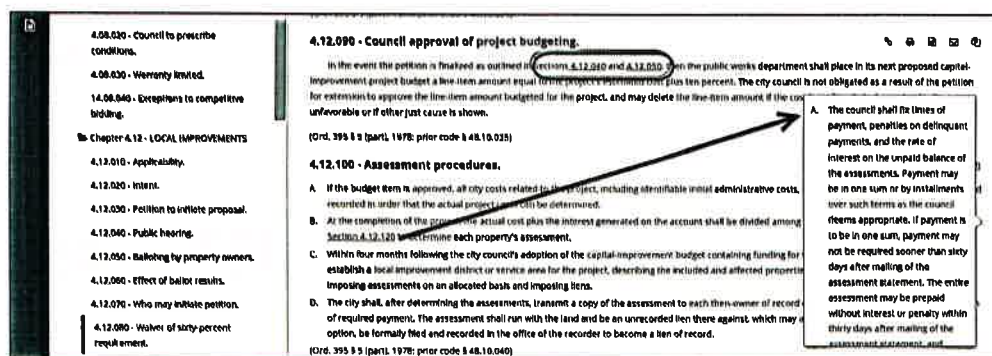 4.08.020 - Council to prescribe
conditions.
4.08.030 - Warranty limited.
14.08.040 - Exceptions to competitive
bidding.
Chapter 4.12 - LOCAL IMPROVEMENTS
4.12.010 - Applicability.
4.12.020 - Intent.
4.12.030 - Petition to initiate proposal.
4.12.040 - Public hearing.
4.12.050 - Balloting by property owners.
4.12.060 - Effect of ballot results.
4.12.070 - Who may initiate petition.
4.12.080 - Waiver of sixty-percent
requirement.
4.12.090 - Council approval of project budgeting.
In the event the petition is finalized as outlined in Sections 4.12.040 and 4.12.050, then the public works department shall place in its next proposed capital-
improvement project budget a line-item amount equal to the project's estimated cost plus ten percent. The city council is not obligated as a result of the petition
for extension to approve the line-item amount budgeted for the project, and may delete the line-item amount if the
unfavorable or if other just cause is shown.
(Ord. 395 § 5 (part), 1978: prior code § 48.10.035)
4.12.100 - Assessment procedures.
A. If the budget item is approved, all city costs related to the project, including identifiable initial administrative costs,
recorded in order that the actual project can be determined.
B. At the completion of the project the actual cost plus the interest generated on the account shall be divided among
Section 4.12.120 to determine each property's assessment.
C. Within four months following the city council's adoption of the capital-improvement budget containing funding for
establish a local improvement district or service area for the project, describing the included and affected
imposing assessments on an allocated basis and imposing liens.
D. The city shall, after determining the assessments, transmit a copy of the assessment to each then-owner of record
of required payment. The assessment shall run with the land and be an unrecorded lien there against, which may
option, be formally filed and recorded in the office of the recorder to become a lien of record.
(Ord. 395 § 5 (part), 1978: prior code § 48.10.040)
A. The council shall fix times of
payment, penalties on delinquent
payments, and the rate of
interest on the unpaid balance of
the assessments. Payment may
be in one sum or by installments
over such terms as the council
deems appropriate. If payment is
to be in one sum, payment may
not be required sooner than sixty
days after mailing of the
assessment statement. The entire
assessment may be prepaid
without interest or penalty within
thirty days after mailing of the
assessment statement, and